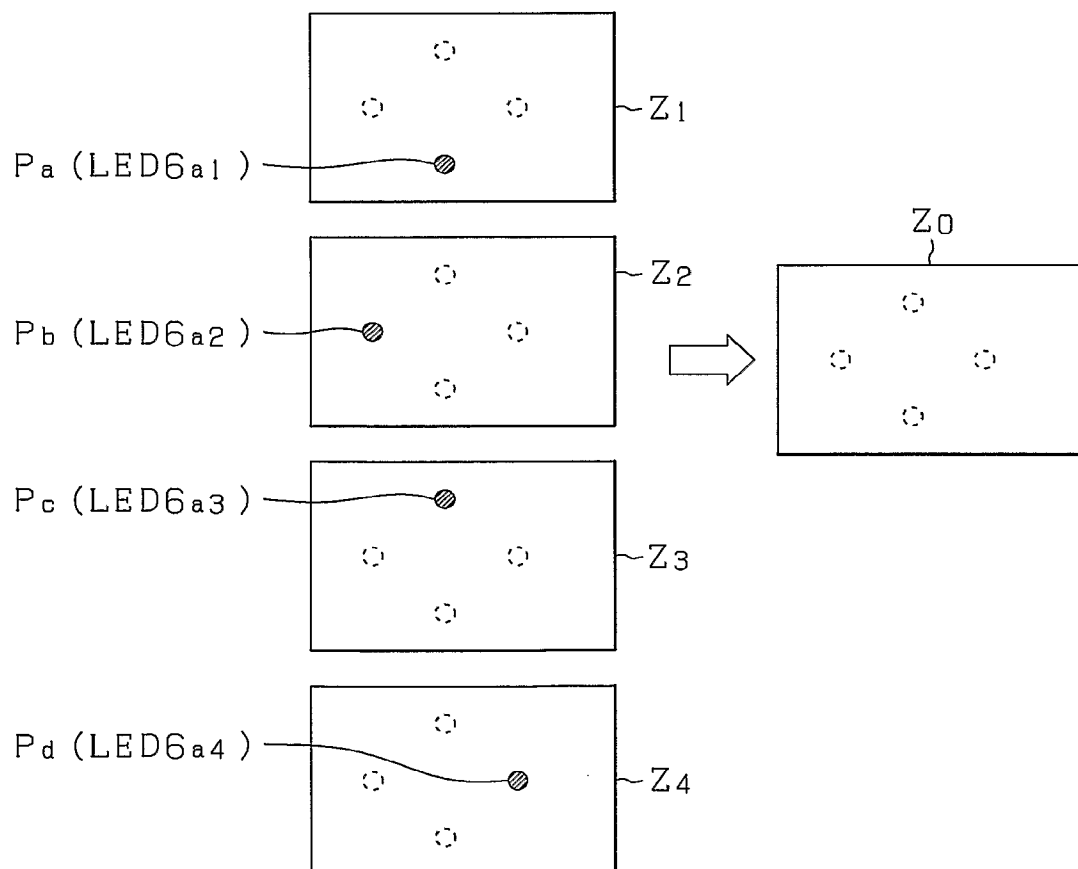 Z1
Pa (LED6a1)
Z0
Z2
Pb (LED6a2)
Pc (LED6a3)
Z3
Pd (LED6a4)
Z4